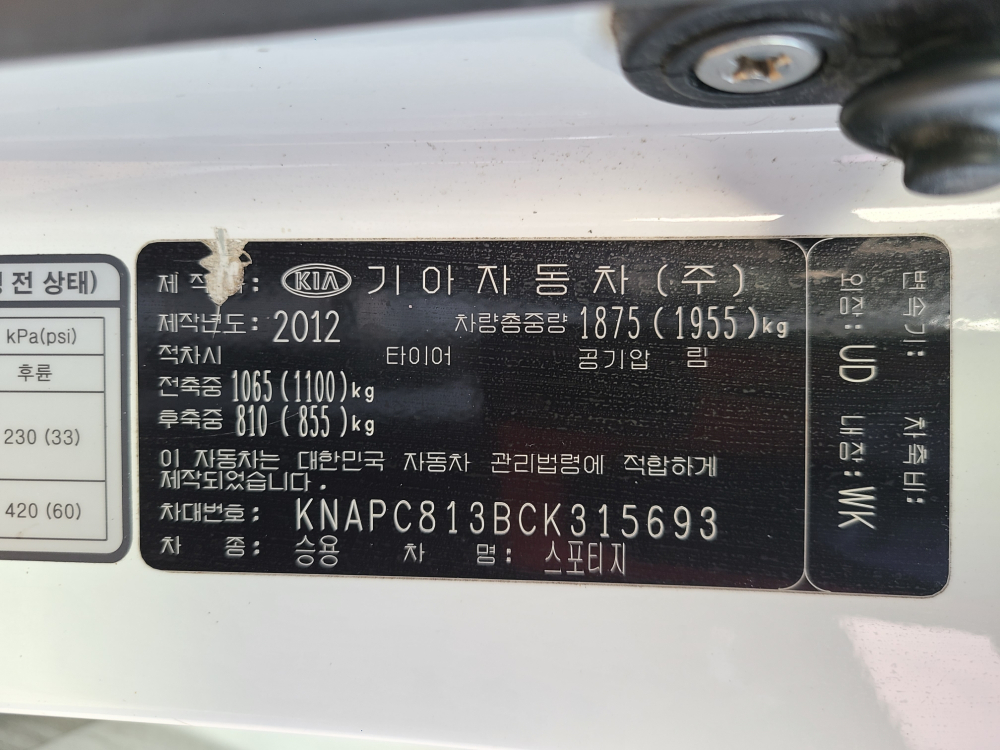 전 상태)
kPa(psi)
후륜
230 (33)
420 (60)
제 작 : KIA 기아자동차(주)
제작년도: 2012 차량총중량 1875(1955)kg
적차시 타이어 공기압 림
전축중 1065(1100)kg
후축중 810 (855)kg
이 자동차는 대한민국 자동차 관리법령에 적합하게
제작되었습니다.
차대번호: KNAPC813BCK315693
차 종: 승용 차 명: 스포티지
변속기: 차축비:
외장: UD 내장: WK